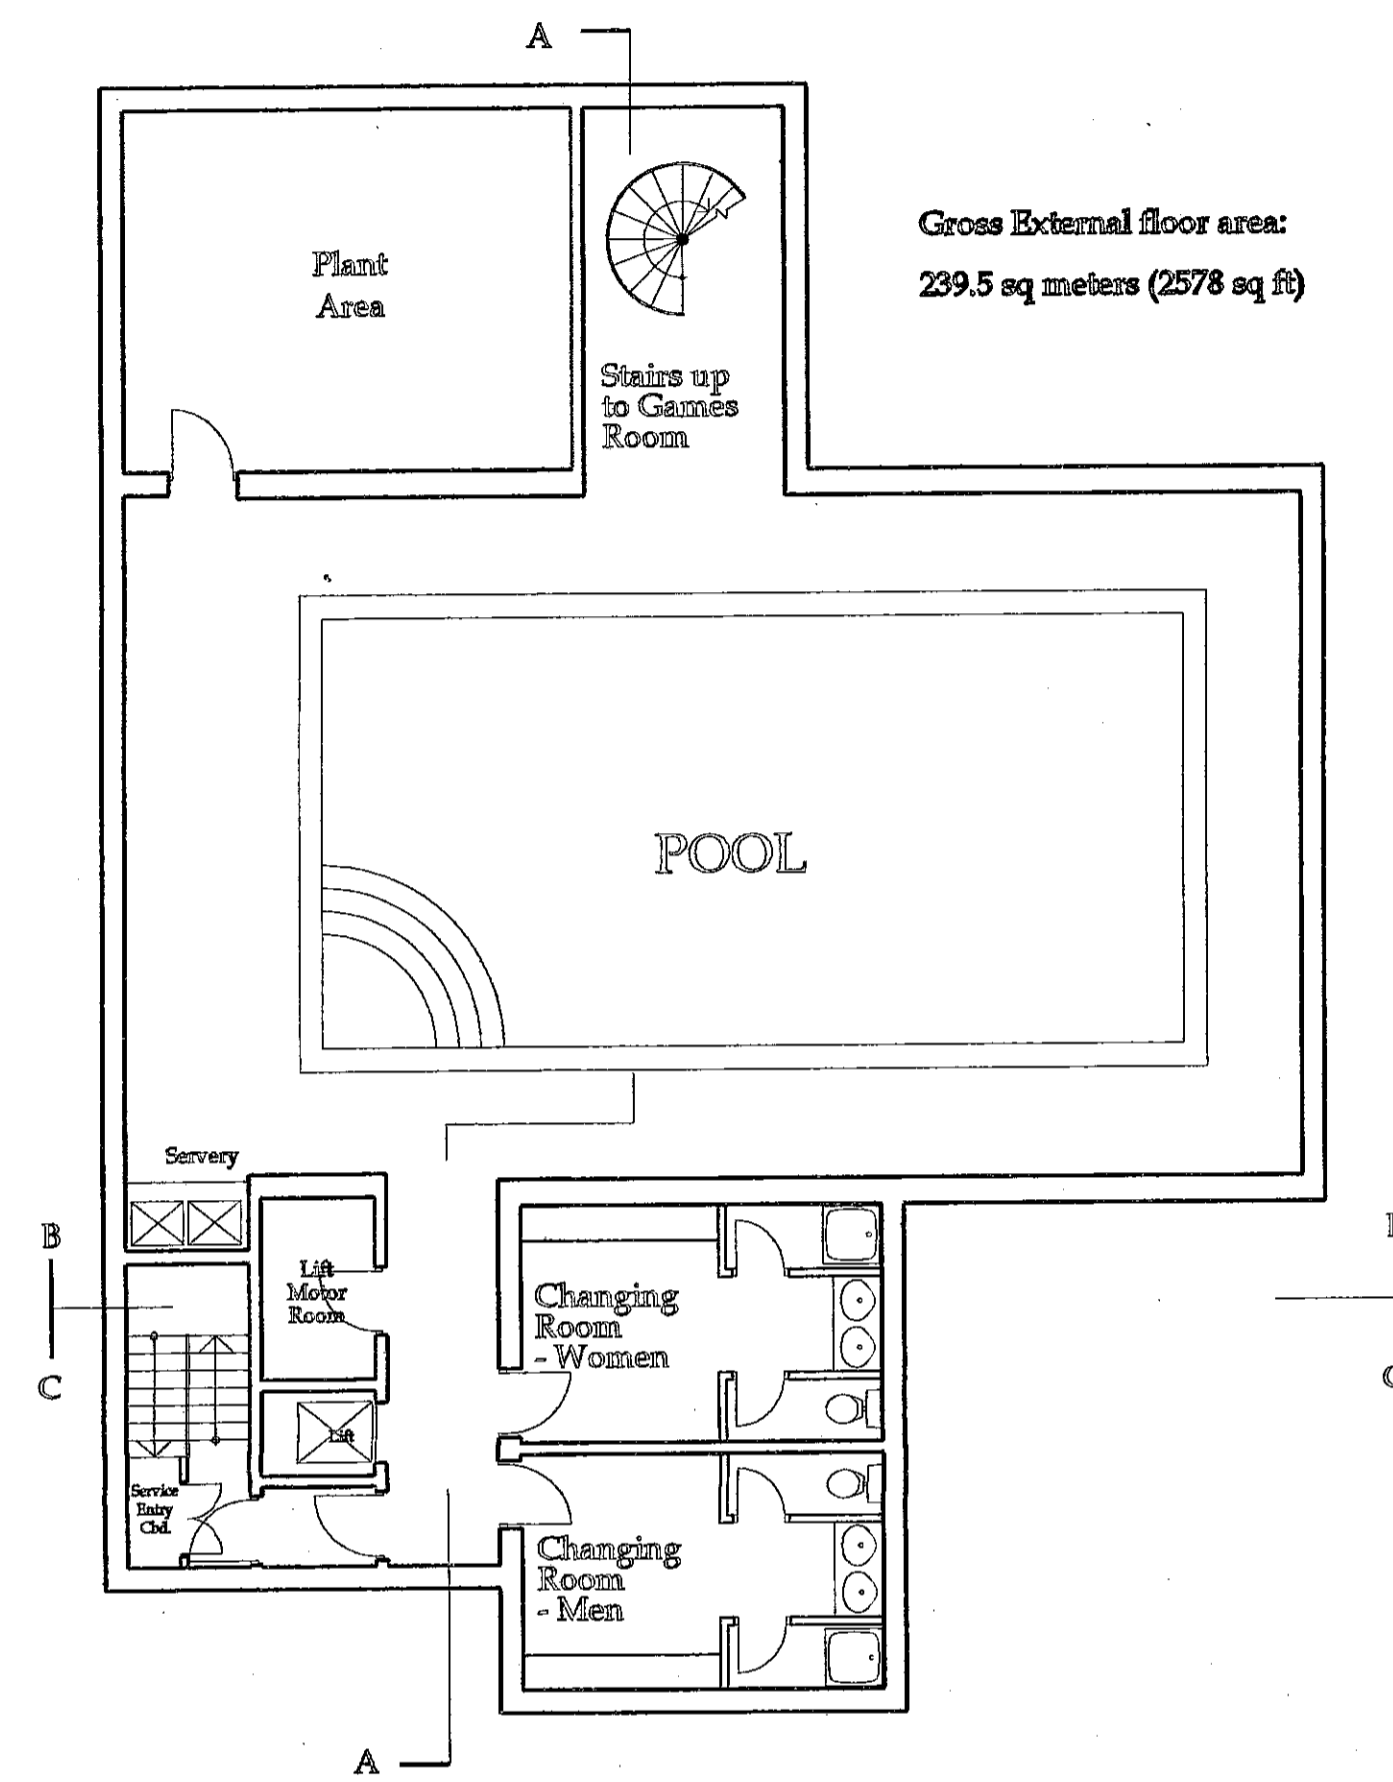 A
Gross External floor area:
239.5 sq meters (2578 sq ft)
Plant
Area
Stairs up
to Games
Room
POOL
Servery
B
C
Lift
Motor
Room
Lift
Service
Entry
Cbd.
Changing
Room
- Women
Changing
Room
- Men
A